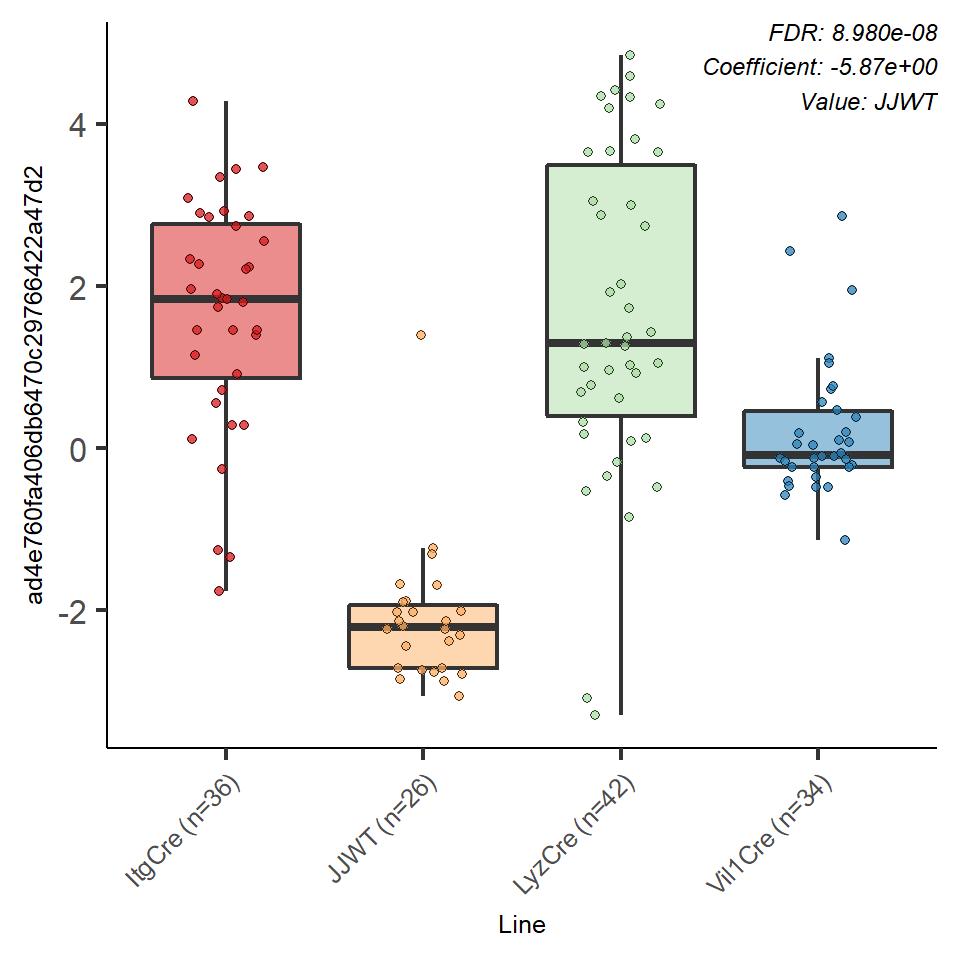 FDR: 8.980e-08
Coefficient: -5.87e+00
Value: JJWT
ad4e760fa406db6470c29766422a47d2
4
2
0
-2
ItgCre (n=36)
JJWT (n=26)
LyzCre (n=42)
Vil1Cre (n=34)
Line